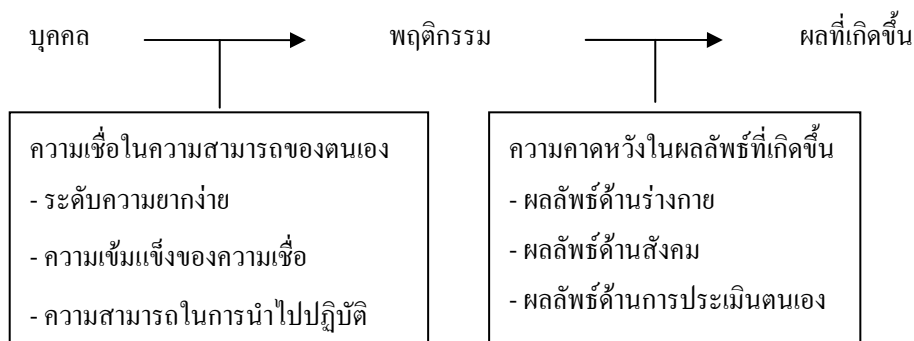 บุคคล พฤติกรรม ผลที่เกิดขึ้น
ความเชื่อในความสามารถของตนเอง
- ระดับความยากง่าย
- ความเข้มแข็งของความเชื่อ
- ความสามารถในการนำไปปฏิบัติ
ความคาดหวังในผลลัพธ์ที่เกิดขึ้น
- ผลลัพธ์ด้านร่างกาย
- ผลลัพธ์ด้านสังคม
- ผลลัพธ์ด้านการประเมินตนเอง